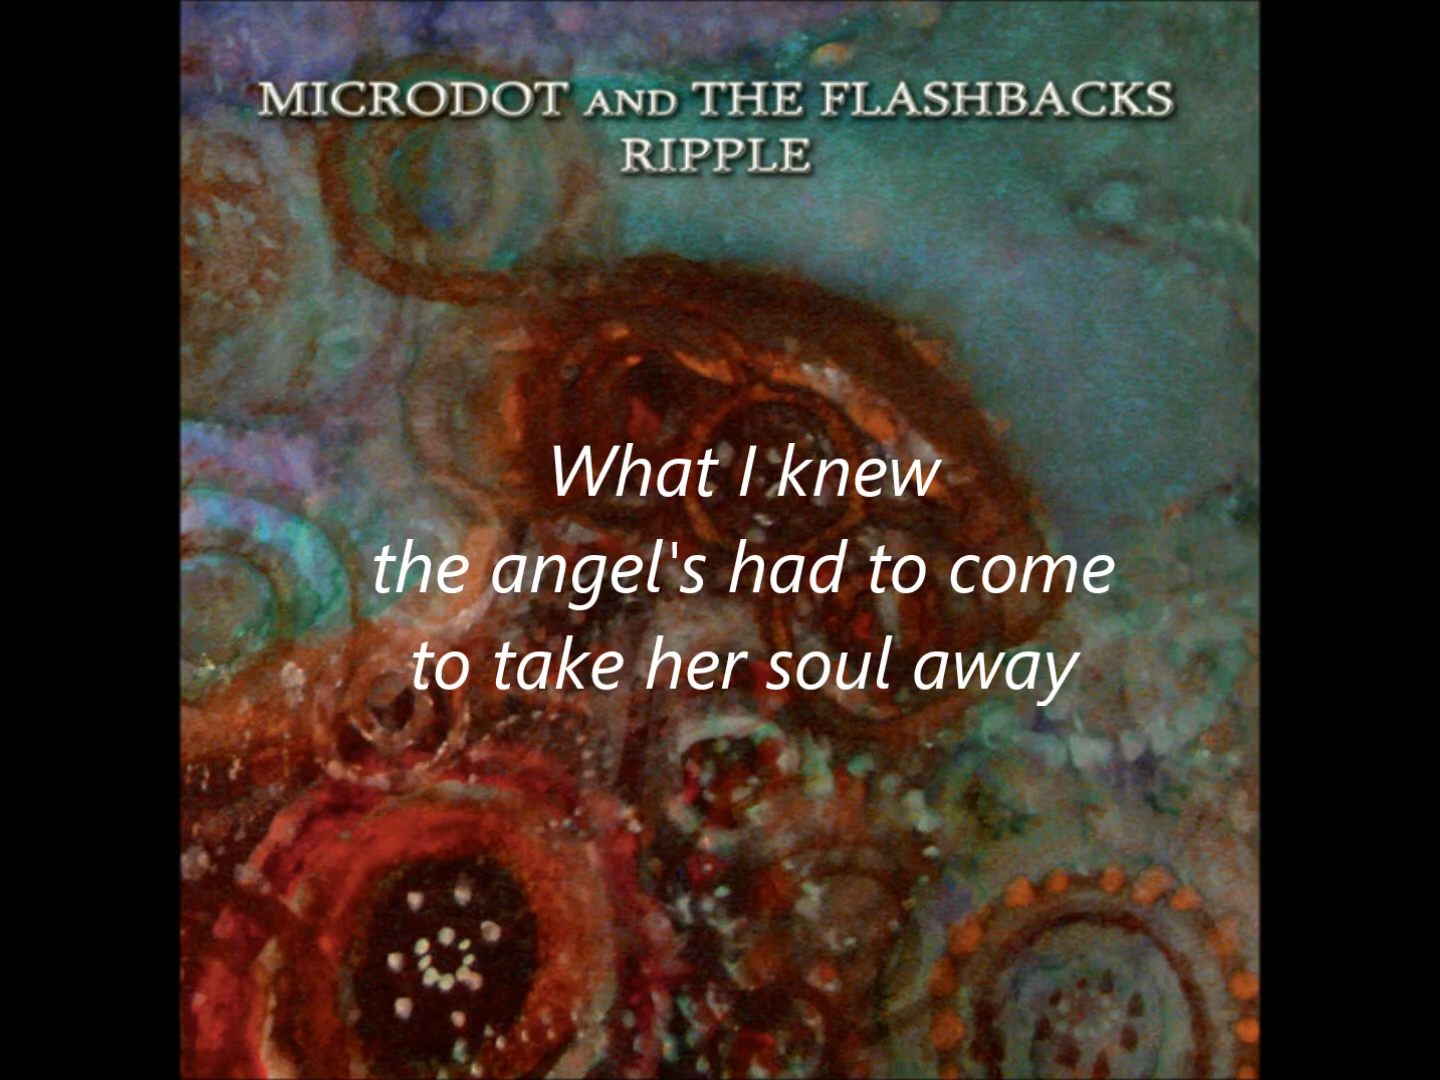 MICRODOT AND THE FLASHBACKS
RIPPLE
What I knew
the angel's had to come
to take her soul away